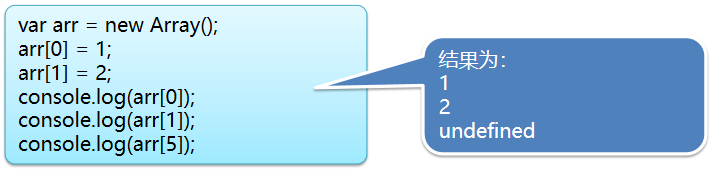 var arr = new Array();
arr[0] = 1;
arr[1] = 2;
console.log(arr[0]);
console.log(arr[1]);
console.log(arr[5]);
结果为：
1
2
undefined